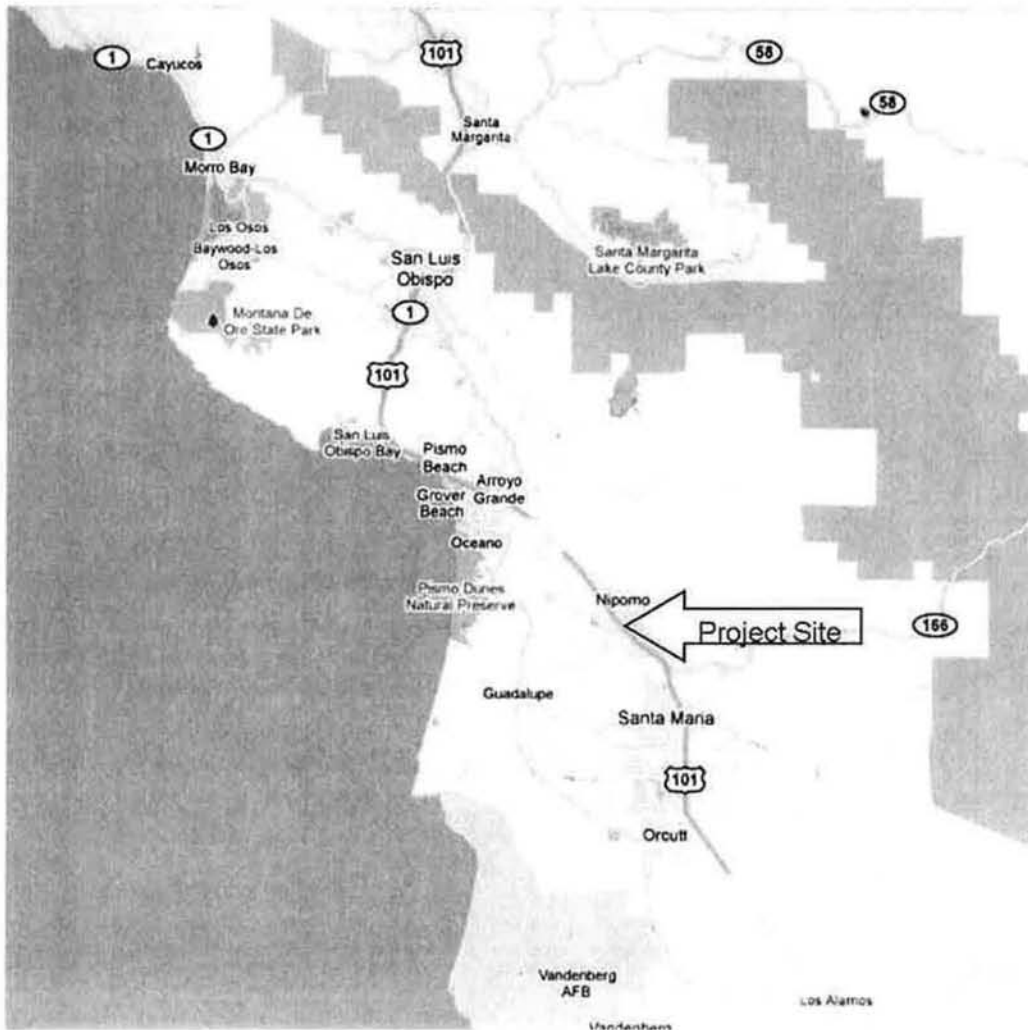 1
Cayucos
101
58
58
Santa
Margarita
1
Morro Bay
Los Osos
Baywood-Los
Osos
San Luis
Obispo
Santa Margarita
Lake County Park
1
Montana De
Oro State Park
101
San Luis
Obispo Bay
Pismo
Beach
Arroyo
Grande
Grover
Beach
Oceano
Pismo Dunes
Natural Preserve
Nipomo
Project Site
166
Guadalupe
Santa Maria
101
Orcutt
Vandenberg
AFB
Los Alamos
Vandenberg